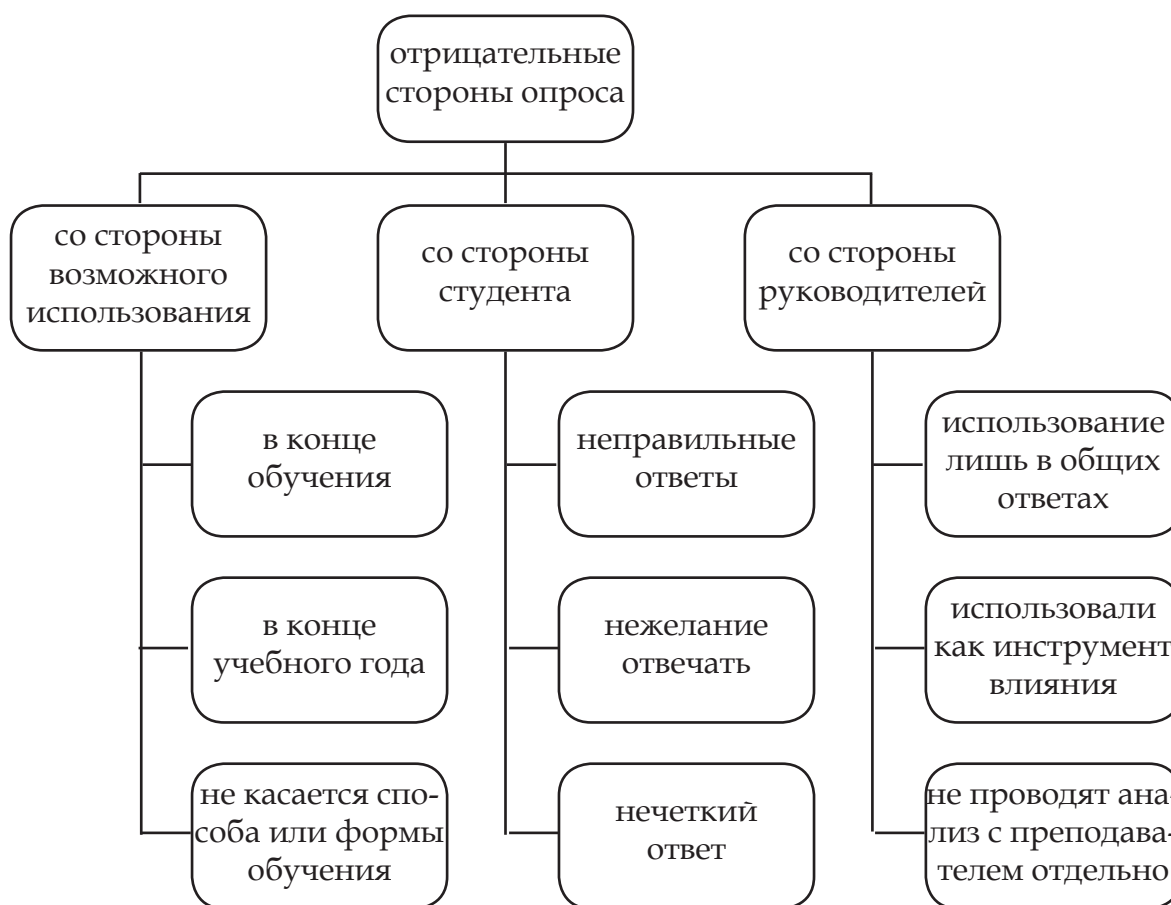 отрицательные
стороны опроса
со стороны
возможного
использования
со стороны
студента
со стороны
руководителей
в конце
обучения
неправильные
ответы
использование
лишь в общих
ответах
в конце
учебного года
нежелание
отвечать
использовали
как инструмент
влияния
не касается спо-
соба или формы
обучения
нечеткий
ответ
не проводят ана-
лиз с преподава-
телем отдельно